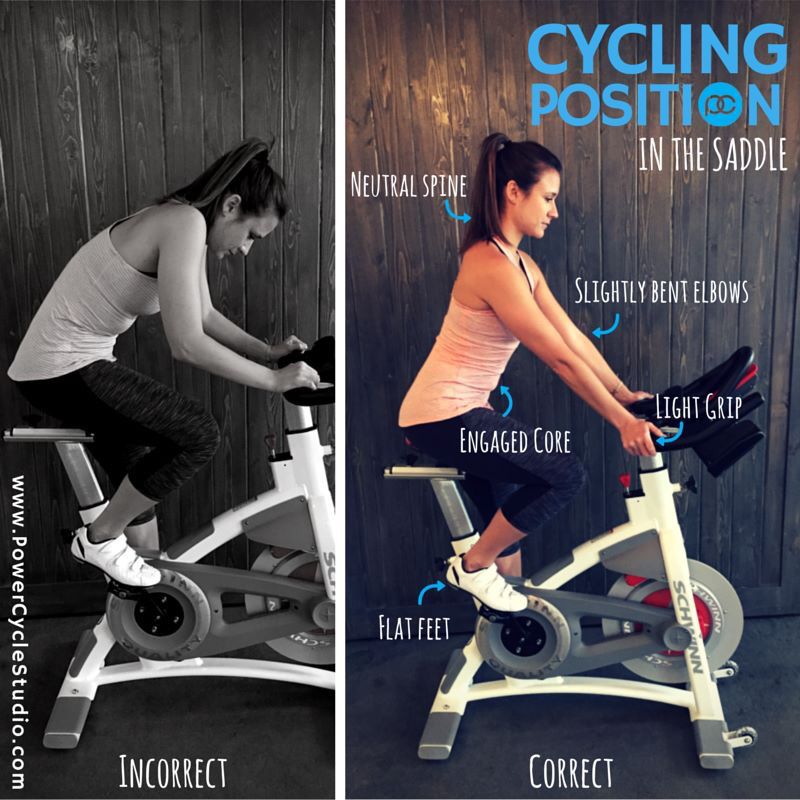 CYCLING
POSITION
IN THE SADDLE
NEUTRAL SPINE
SLIGHTLY BENT ELBOWS
LIGHT GRIP
ENGAGED CORE
FLAT FEET
www.PowerCycleStudio.com
INCORRECT
CORRECT
SCHWINN
SCHWINN